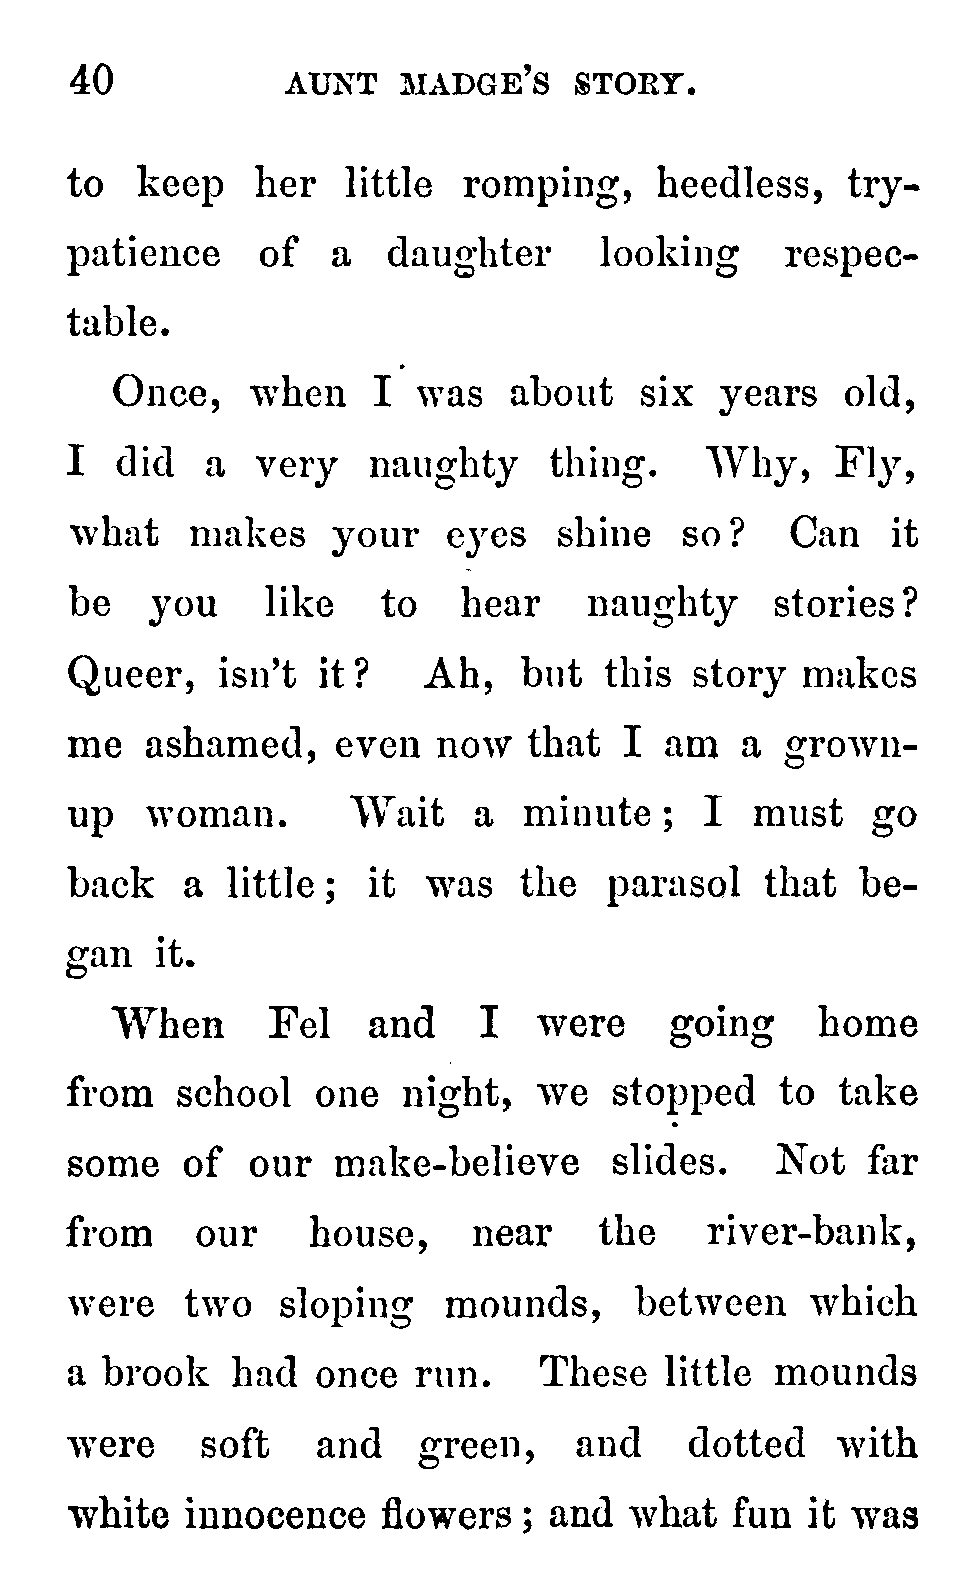 40 AUNT MADGE'S STORY.
to keep her little romping, heedless, try-
patience of a daughter looking respec-
table.
Once, when I was about six years old,
I did a very naughty thing. Why, Fly,
what makes your eyes shine so? Can it
be you like to hear naughty stories?
Queer, isn't it? Ah, but this story makes
me ashamed, even now that I am a grown-
up woman. Wait a minute; I must go
back a little; it was the parasol that be-
gan it.
When Fel and I were going home
from school one night, we stopped to take
some of our make-believe slides. Not far
from our house, near the river-bank,
were two sloping mounds, between which
a brook had once run. These little mounds
were soft and green, and dotted with
white innocence flowers; and what fun it was